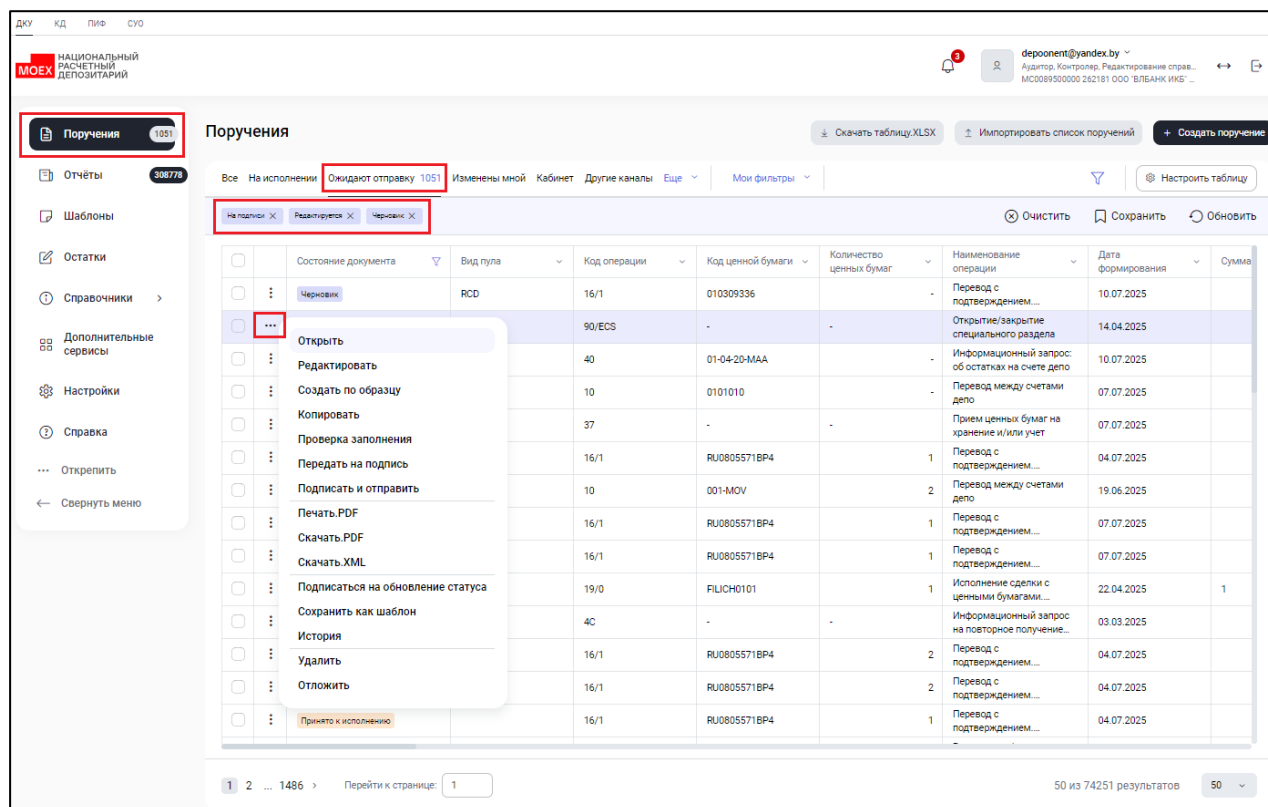 ДКУ КД ПИФ СУО
MOEX НАЦИОНАЛЬНЫЙ РАСЧЕТНЫЙ ДЕПОЗИТАРИЙ
3
depoonent@yandex.by
Аудитор, Контролер, Редактирование справ...
MC0089500000 262181 ООО "ВЛБАНК ИКБ" ...
Поручения 1051
Отчёты 308778
Шаблоны
Остатки
Справочники
Дополнительные
сервисы
Настройки
Справка
Открепить
Свернуть меню
Поручения
Скачать таблицу.XLSX Импортировать список поручений + Создать поручение
Все На исполнении Ожидают отправку 1051 Изменены мной Кабинет Другие каналы Еще Мои фильтры Настроить таблицу
На подписи Редактируется Черновик Очистить Сохранить Обновить
Состояние документа Вид пула Код операции Код ценной бумаги Количество ценных бумаг Наименование операции Дата формирования Сумма
Черновик RCD 16/1 010309336 - Перевод с подтверждением.... 10.07.2025
90/ECS - - Открытие/закрытие специального раздела 14.04.2025
40 01-04-20-MAA - Информационный запрос: об остатках на счете депо 10.07.2025
10 0101010 - Перевод между счетами депо 07.07.2025
37 - - Прием ценных бумаг на хранение и/или учет 07.07.2025
16/1 RU0805571BP4 1 Перевод с подтверждением.... 04.07.2025
10 001-MOV 2 Перевод между счетами депо 19.06.2025
16/1 RU0805571BP4 1 Перевод с подтверждением.... 07.07.2025
16/1 RU0805571BP4 1 Перевод с подтверждением.... 07.07.2025
19/0 FILICH0101 1 Исполнение сделки с ценными бумагами.... 22.04.2025 1
4C - - Информационный запрос на повторное получение... 03.03.2025
16/1 RU0805571BP4 2 Перевод с подтверждением.... 04.07.2025
16/1 RU0805571BP4 2 Перевод с подтверждением.... 04.07.2025
Принято к исполнению 16/1 RU0805571BP4 1 Перевод с подтверждением.... 04.07.2025
Открыть
Редактировать
Создать по образцу
Копировать
Проверка заполнения
Передать на подпись
Подписать и отправить
Печать.PDF
Скачать.PDF
Скачать.XML
Подписаться на обновление статуса
Сохранить как шаблон
История
Удалить
Отложить
1 2 ... 1486 Перейти к странице: 1 50 из 74251 результатов 50